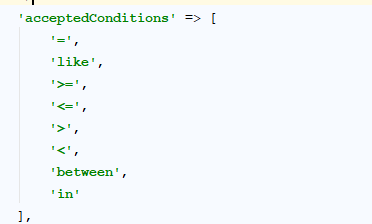 'acceptedConditions' => [
'=',
'like',
'>=',
'<=',
'>',
'<',
'between',
'in'
],